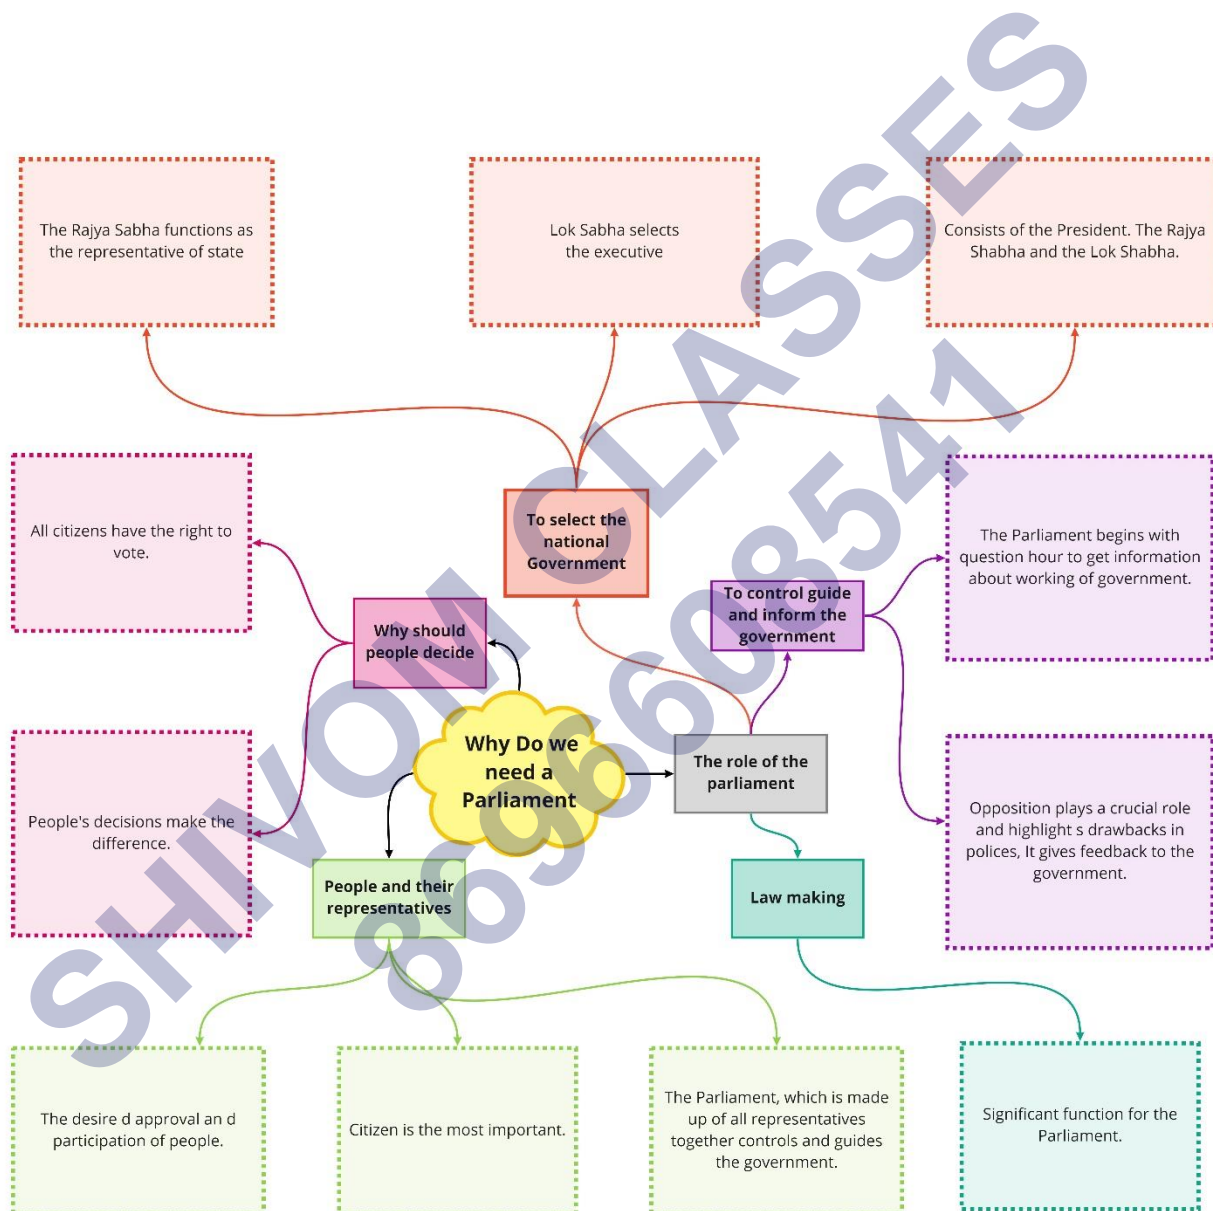 The Rajya Sabha functions as
the representative of state
Lok Sabha selects
the executive
Consists of the President. The Rajya
Shabha and the Lok Shabha.
All citizens have the right to
vote.
To select the
national
Government
The Parliament begins with
question hour to get information
about working of government.
To control guide
and inform the
government
Why should
people decide
Why Do we
need a
Parliament
The role of the
parliament
People's decisions make the
difference.
Opposition plays a crucial role
and highlight s drawbacks in
polices, It gives feedback to the
government.
People and their
representatives
Law making
The desire d approval an d
participation of people.
Citizen is the most important.
The Parliament, which is made
up of all representatives
together controls and guides
the government.
Significant function for the
Parliament.
SHIVOM CLASSES
8696608541